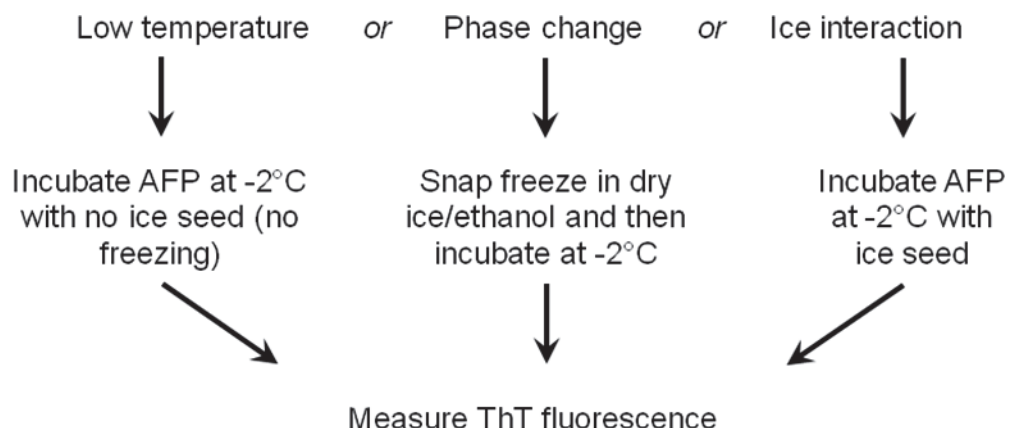 Low temperature or Phase change or Ice interaction
Incubate AFP at -2°C
with no ice seed (no
freezing)
Snap freeze in dry
ice/ethanol and then
incubate at -2°C
Incubate AFP
at -2°C with
ice seed
Measure ThT fluorescence